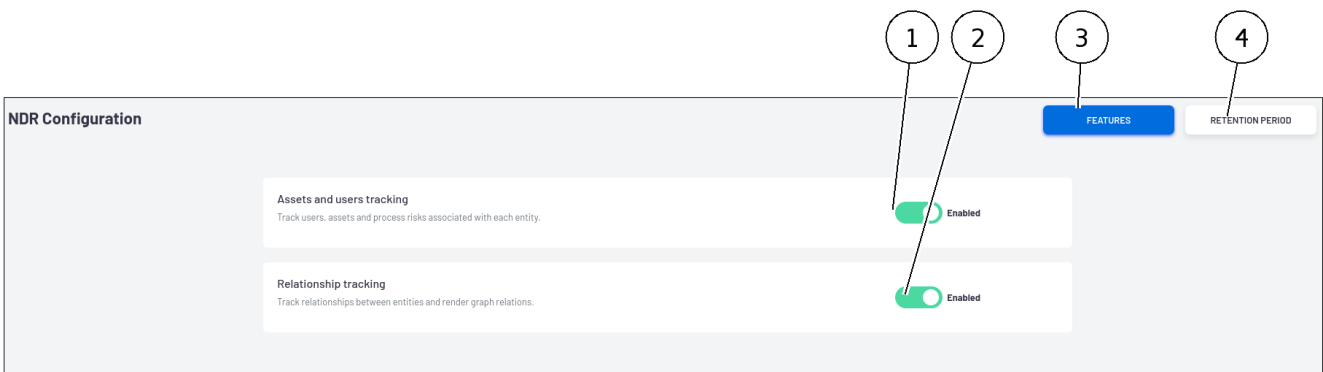 1 2 3 4
NDR Configuration
FEATURES
RETENTION PERIOD
Assets and users tracking
Track users, assets and process risks associated with each entity.
Enabled
Relationship tracking
Track relationships between entities and render graph relations.
Enabled